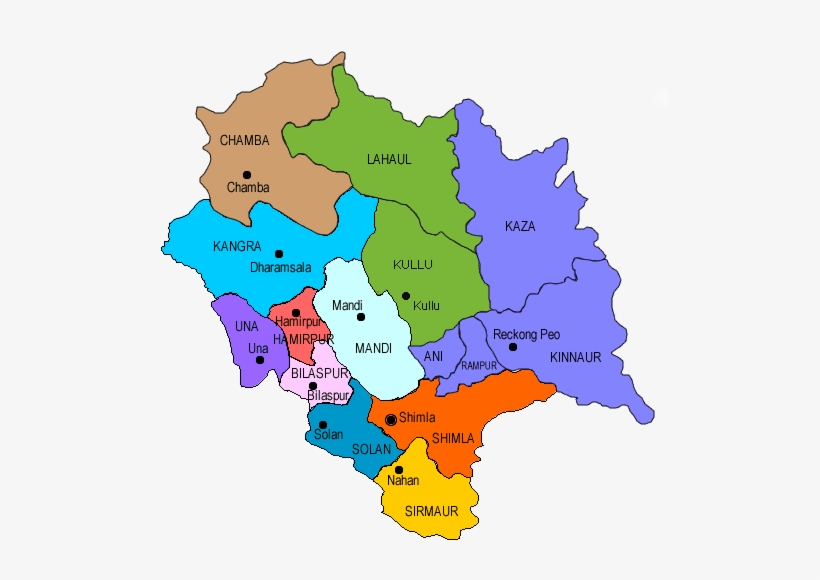 CHAMBA
Chamba
LAHAUL
KAZA
KANGRA
Dharamsala
KULLU
Kullu
Mandi
MANDI
UNA
Una
Hamirpur
HAMIRPUR
BILASPUR
Bilaspur
ANI
RAMPUR
Reckong Peo
KINNAUR
Shimla
SHIMLA
Solan
SOLAN
Nahan
SIRMAUR